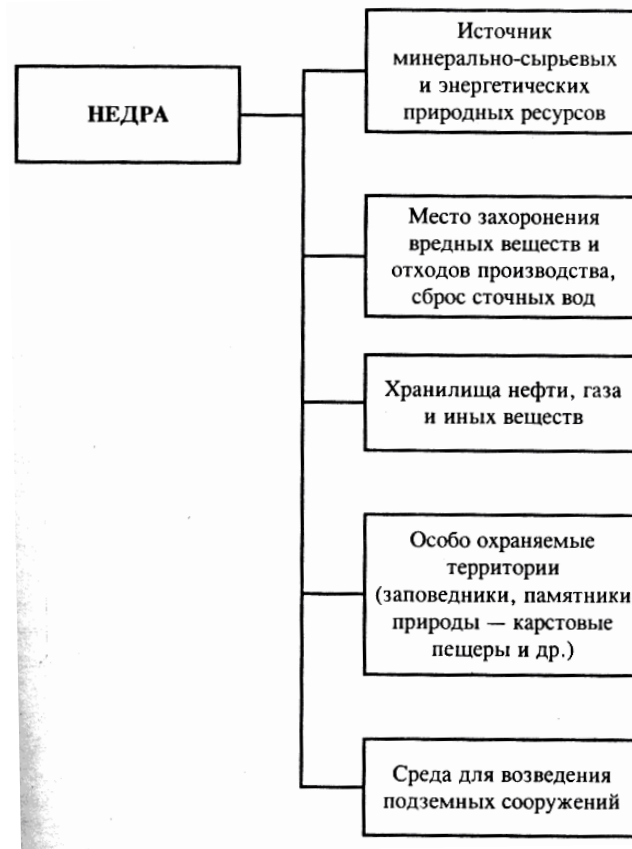 НЕДРА
Источник
минерально-сырьевых
и энергетических
природных ресурсов
Место захоронения
вредных веществ и
отходов производства,
сброс сточных вод
Хранилища нефти, газа
и иных веществ
Особо охраняемые
территории
(заповедники, памятники
природы — карстовые
пещеры и др.)
Среда для возведения
подземных сооружений